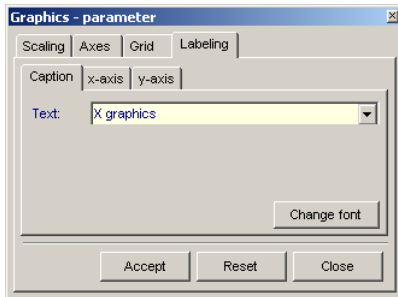 Graphics - parameter
Scaling Axes Grid Labeling
Caption x-axis y-axis
Text: X graphics
Change font
Accept Reset Close